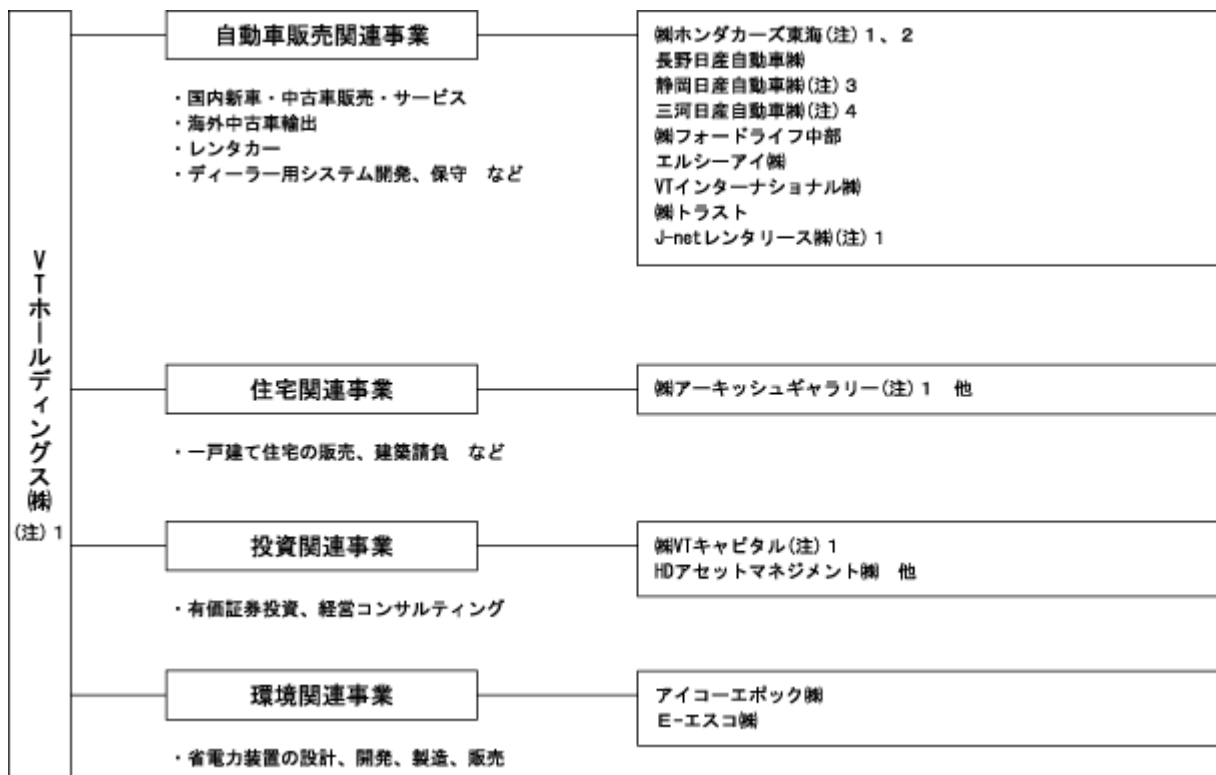 VTホールディングス㈱
(注)1
自動車販売関連事業
・国内新車・中古車販売・サービス
・海外中古車輸出
・レンタカー
・ディーラー用システム開発、保守　など
㈱ホンダカーズ東海(注)1、2
長野日産自動車㈱
静岡日産自動車㈱(注)3
三河日産自動車㈱(注)4
㈱フォードライフ中部
エルシーアイ㈱
VTインターナショナル㈱
㈱トラスト
J-netレンタリース㈱(注)1
住宅関連事業
・一戸建て住宅の販売、建築請負　など
㈱アーキッシュギャラリー(注)1　他
投資関連事業
・有価証券投資、経営コンサルティング
㈱VTキャピタル(注)1
HDアセットマネジメント㈱　他
環境関連事業
・省電力装置の設計、開発、製造、販売
アイコーエポック㈱
E-エスコ㈱